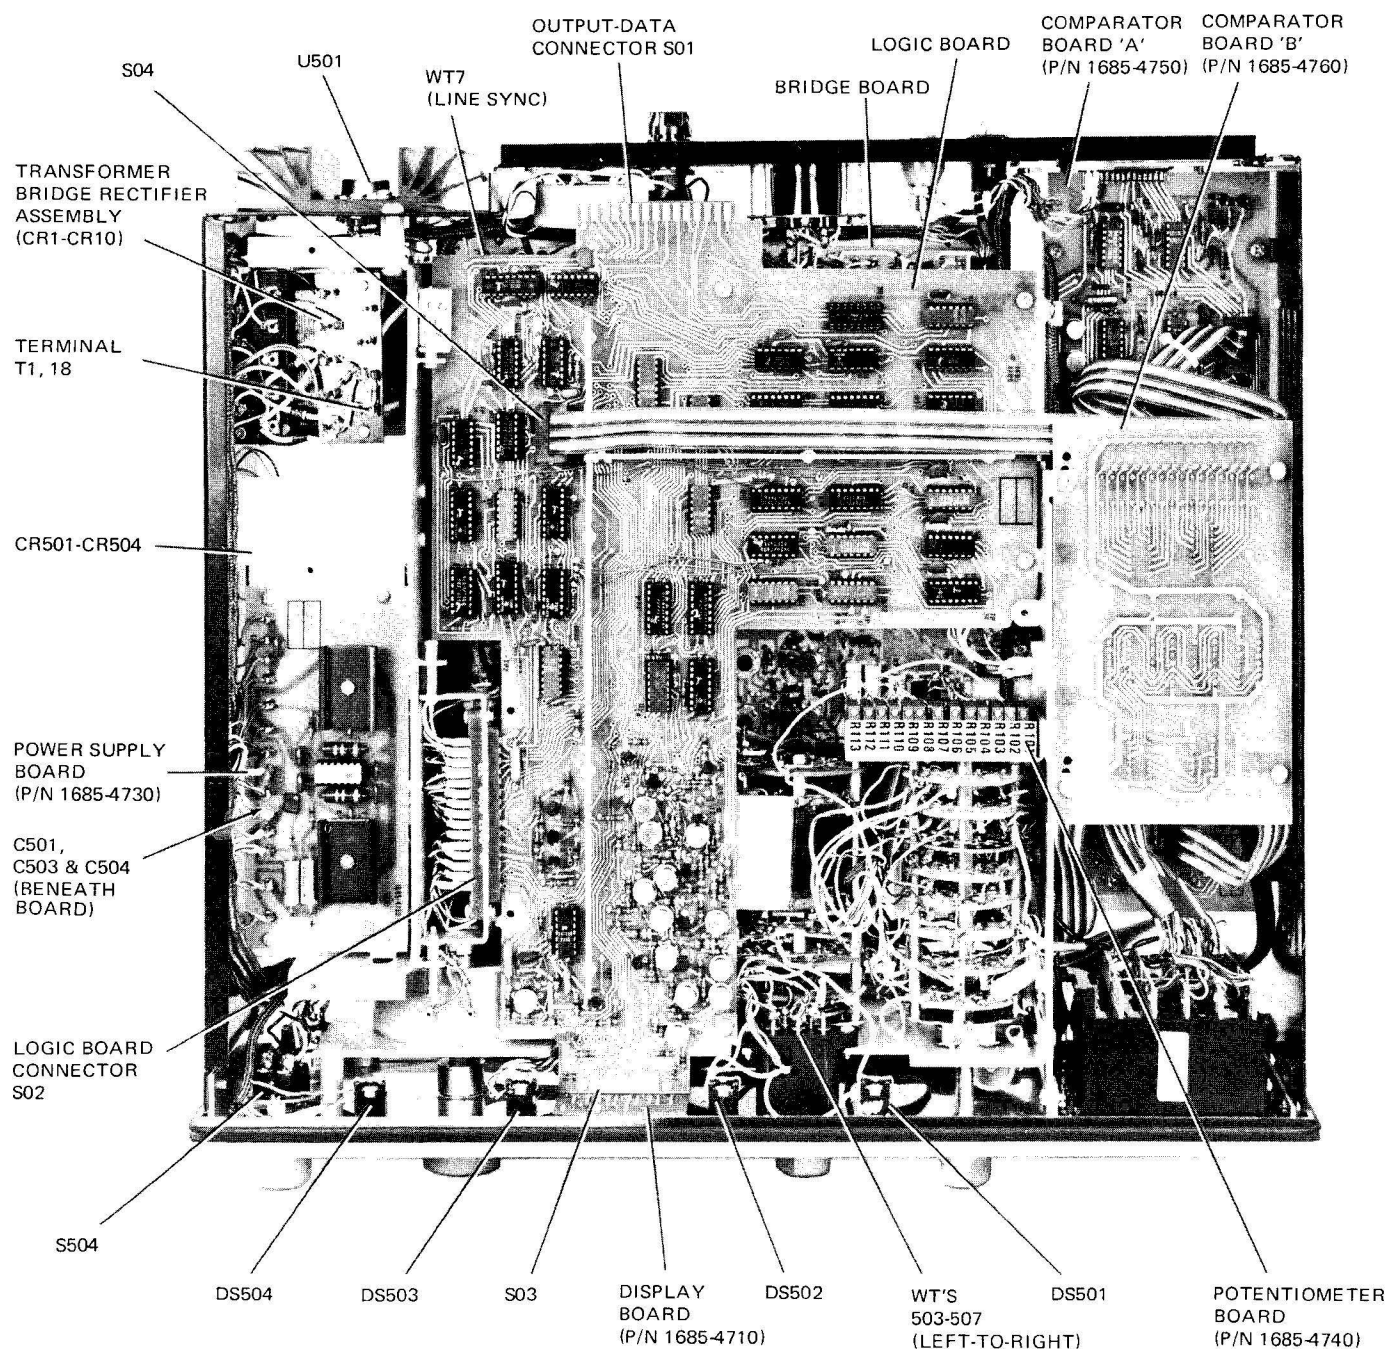 OUTPUT-DATA
CONNECTOR S01
COMPARATOR
BOARD 'A'
(P/N 1685-4750)
COMPARATOR
BOARD 'B'
(P/N 1685-4760)
LOGIC BOARD
U501
S04
WT7
(LINE SYNC)
BRIDGE BOARD
TRANSFORMER
BRIDGE RECTIFIER
ASSEMBLY
(CR1-CR10)
TERMINAL
T1, 18
CR501-CR504
POWER SUPPLY
BOARD
(P/N 1685-4730)
C501,
C503 & C504
(BENEATH
BOARD)
R113
R112
R111
R110
R109
R108
R107
R106
R105
R104
R103
R102
LOGIC BOARD
CONNECTOR
S02
S504
DS504
DS503
S03
DISPLAY
BOARD
(P/N 1685-4710)
DS502
WT'S
503-507
(LEFT-TO-RIGHT)
DS501
POTENTIOMETER
BOARD
(P/N 1685-4740)